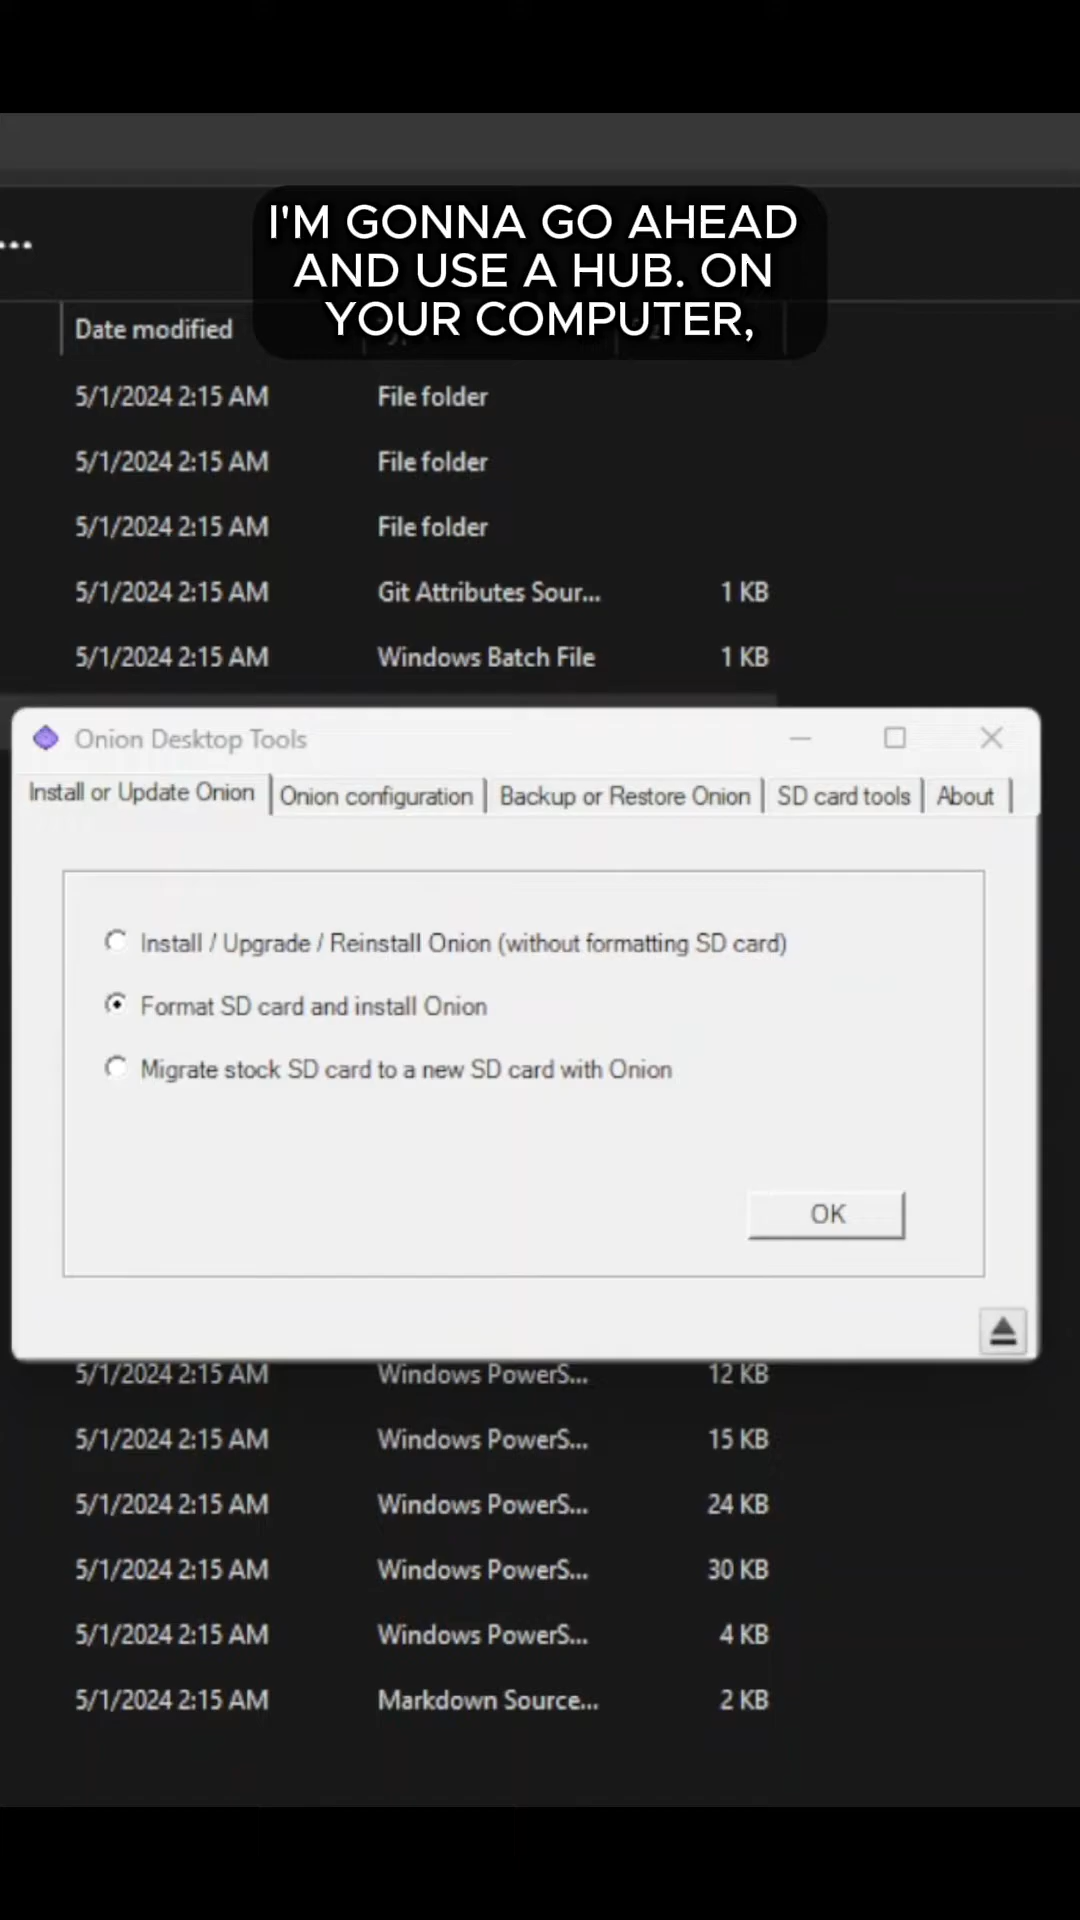 I'M GONNA GO AHEAD
AND USE A HUB. ON
YOUR COMPUTER,
...
Date modified
5/1/2024 2:15 AM File folder
5/1/2024 2:15 AM File folder
5/1/2024 2:15 AM File folder
5/1/2024 2:15 AM Git Attributes Sour... 1 KB
5/1/2024 2:15 AM Windows Batch File 1 KB
Onion Desktop Tools
Install or Update Onion Onion configuration Backup or Restore Onion SD card tools About
Install / Upgrade / Reinstall Onion (without formatting SD card)
Format SD card and install Onion
Migrate stock SD card to a new SD card with Onion
OK
5/1/2024 2:15 AM Windows PowerS... 12 KB
5/1/2024 2:15 AM Windows PowerS... 15 KB
5/1/2024 2:15 AM Windows PowerS... 24 KB
5/1/2024 2:15 AM Windows PowerS... 30 KB
5/1/2024 2:15 AM Windows PowerS... 4 KB
5/1/2024 2:15 AM Markdown Source... 2 KB